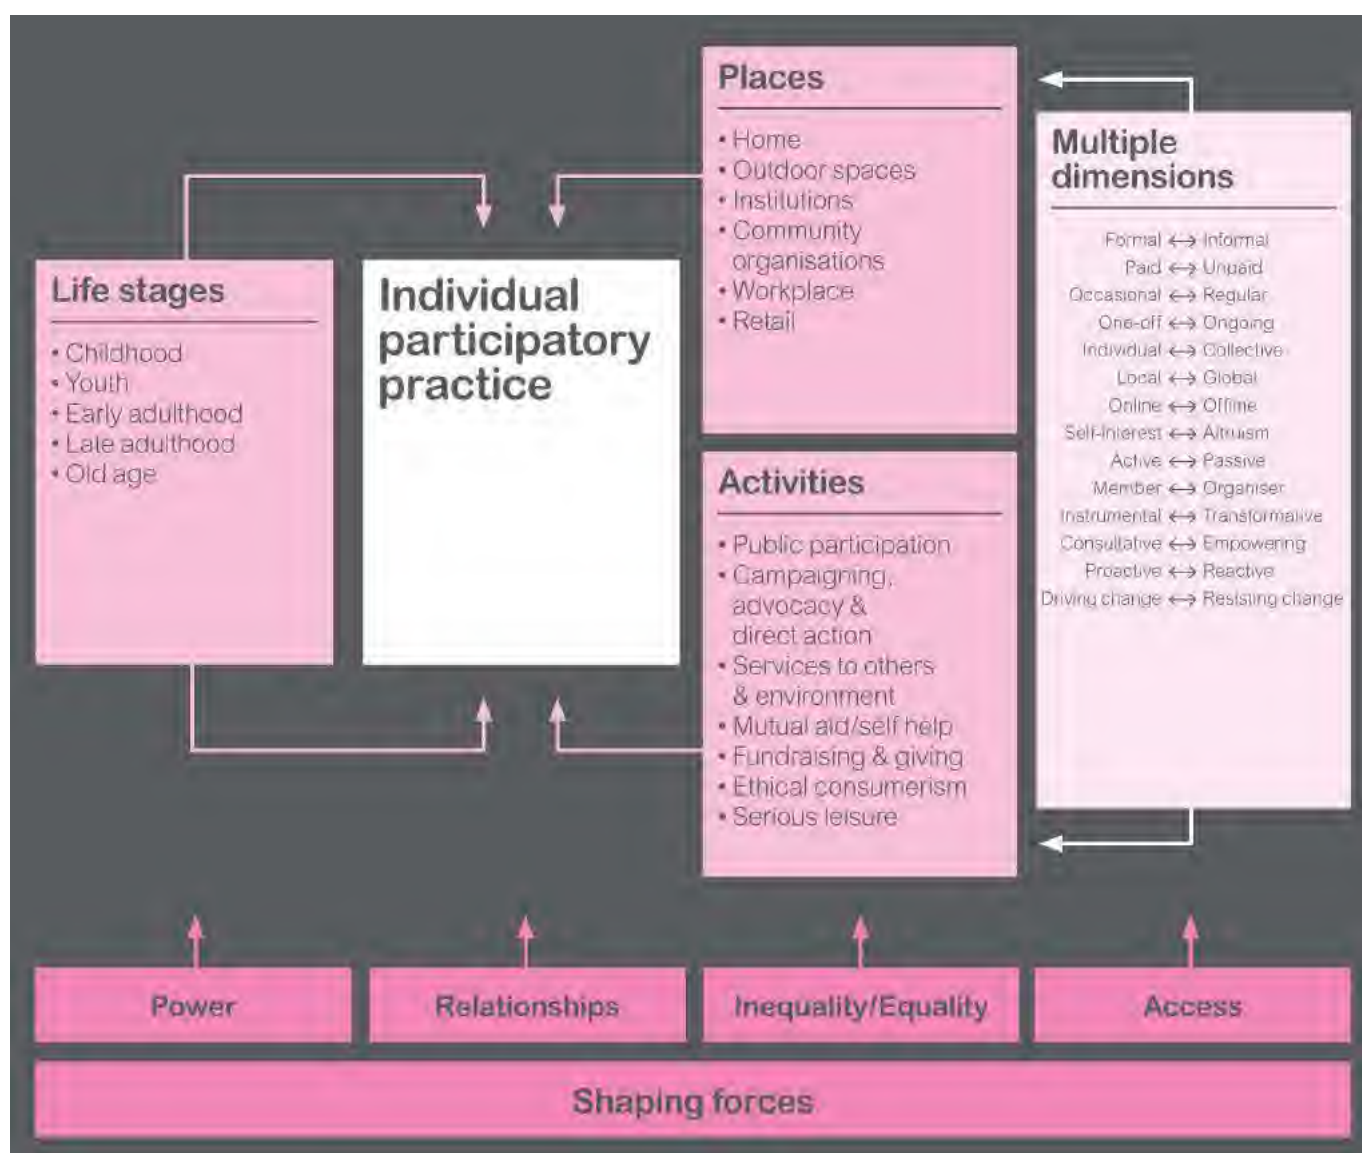 Places
• Home
• Outdoor spaces
• Institutions
• Community
organisations
• Workplace
• Retail
Multiple
dimensions
Formal ↔ Informal
Paid ↔ Unpaid
Occasional ↔ Regular
One-off ↔ Ongoing
Individual ↔ Collective
Local ↔ Global
Online ↔ Offline
Self-Interest ↔ Altruism
Active ↔ Passive
Member ↔ Organiser
Instrumental ↔ Transformative
Consultative ↔ Empowering
Proactive ↔ Reactive
Driving change ↔ Resisting change
Life stages
• Childhood
• Youth
• Early adulthood
• Late adulthood
• Old age
Individual
participatory
practice
Activities
• Public participation
• Campaigning,
advocacy &
direct action
• Services to others
& environment
• Mutual aid/self help
• Fundraising & giving
• Ethical consumerism
• Serious leisure
Power
Relationships
Inequality/Equality
Access
Shaping forces